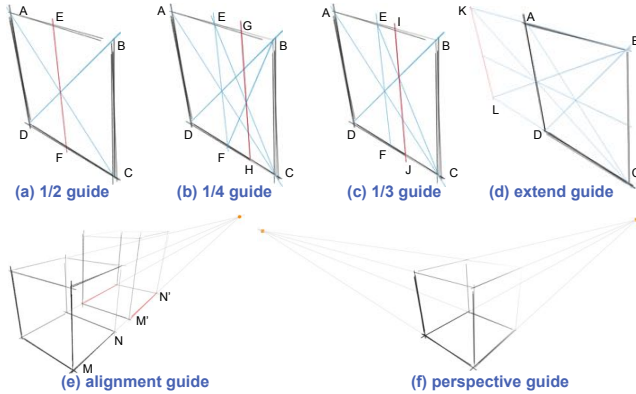 A E B D F C
A E G B D F H C
A E I B D F J C
K A B L D C
(a) 1/2 guide (b) 1/4 guide (c) 1/3 guide (d) extend guide
N' M' N M
(e) alignment guide (f) perspective guide